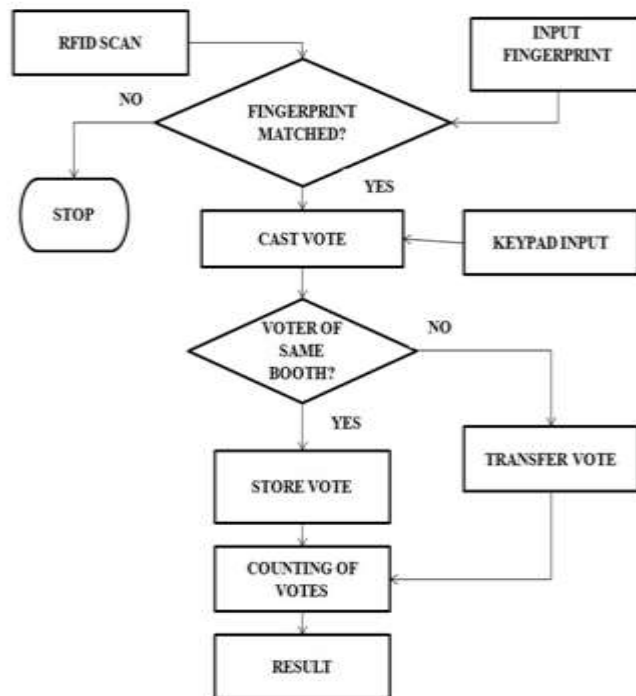 RFID SCAN
INPUT
FINGERPRINT
NO
FINGERPRINT
MATCHED?
YES
STOP
CAST VOTE
KEYPAD INPUT
VOTER OF
SAME
BOOTH?
NO
YES
TRANSFER VOTE
STORE VOTE
COUNTING OF
VOTES
RESULT